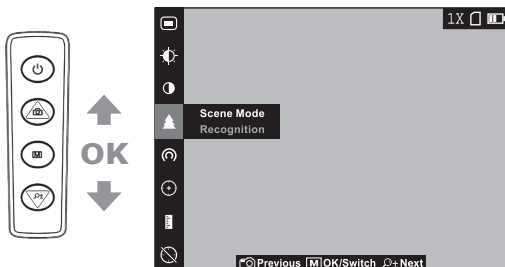 1X
M
OK
Scene Mode
Recognition
Previous M OK/Switch + Next